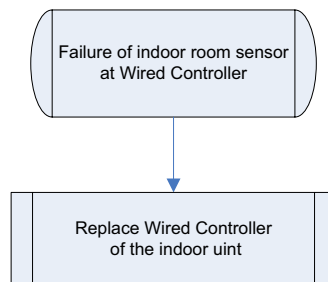 Failure of indoor room sensor
at Wired Controller
Replace Wired Controller
of the indoor uint